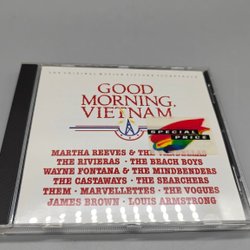 THE ORIGINAL MOTION PICTURE SOUNDTRACK
GOOD
MORNING,
VIETNAM
SPECIAL
PRICE
MARTHA REEVES & THE
THE RIVIERAS · THE BEACH BOYS
WAYNE FONTANA & THE MINDBENDERS
THE CASTAWAYS · THE SEARCHERS
THEM · MARVELLETTES · THE VOGUES
JAMES BROWN · LOUIS ARMSTRONG